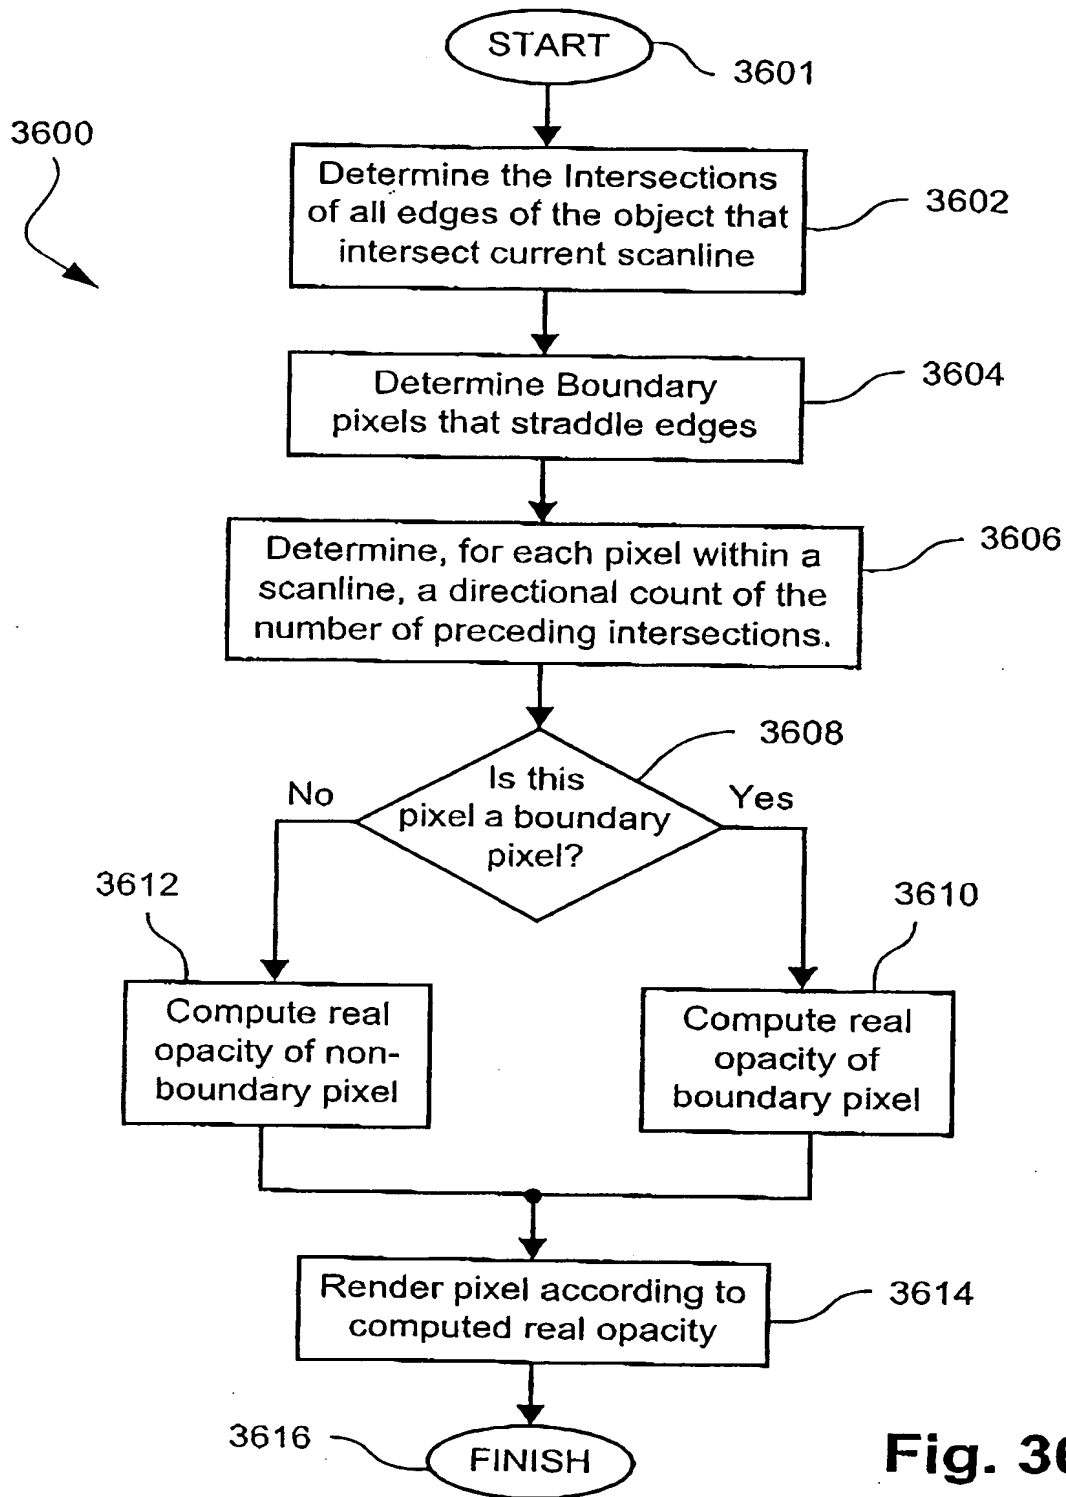 START
3601
3600
Determine the Intersections
of all edges of the object that
intersect current scanline
3602
Determine Boundary
pixels that straddle edges
3604
Determine, for each pixel within a
scanline, a directional count of the
number of preceding intersections.
3606
Is this
pixel a boundary
pixel?
3608
No
Yes
3612
3610
Compute real
opacity of non-
boundary pixel
Compute real
opacity of
boundary pixel
Render pixel according to
computed real opacity
3614
3616
FINISH
Fig. 36